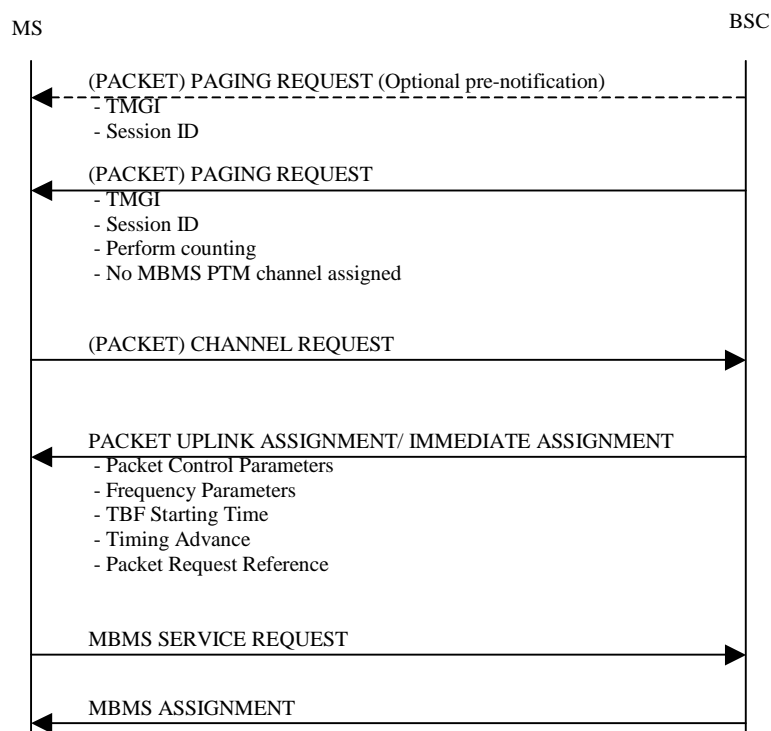 MS
BSC
(PACKET) PAGING REQUEST (Optional pre-notification)
- TMGI
- Session ID
(PACKET) PAGING REQUEST
- TMGI
- Session ID
- Perform counting
- No MBMS PTM channel assigned
(PACKET) CHANNEL REQUEST
PACKET UPLINK ASSIGNMENT/ IMMEDIATE ASSIGNMENT
- Packet Control Parameters
- Frequency Parameters
- TBF Starting Time
- Timing Advance
- Packet Request Reference
MBMS SERVICE REQUEST
MBMS ASSIGNMENT